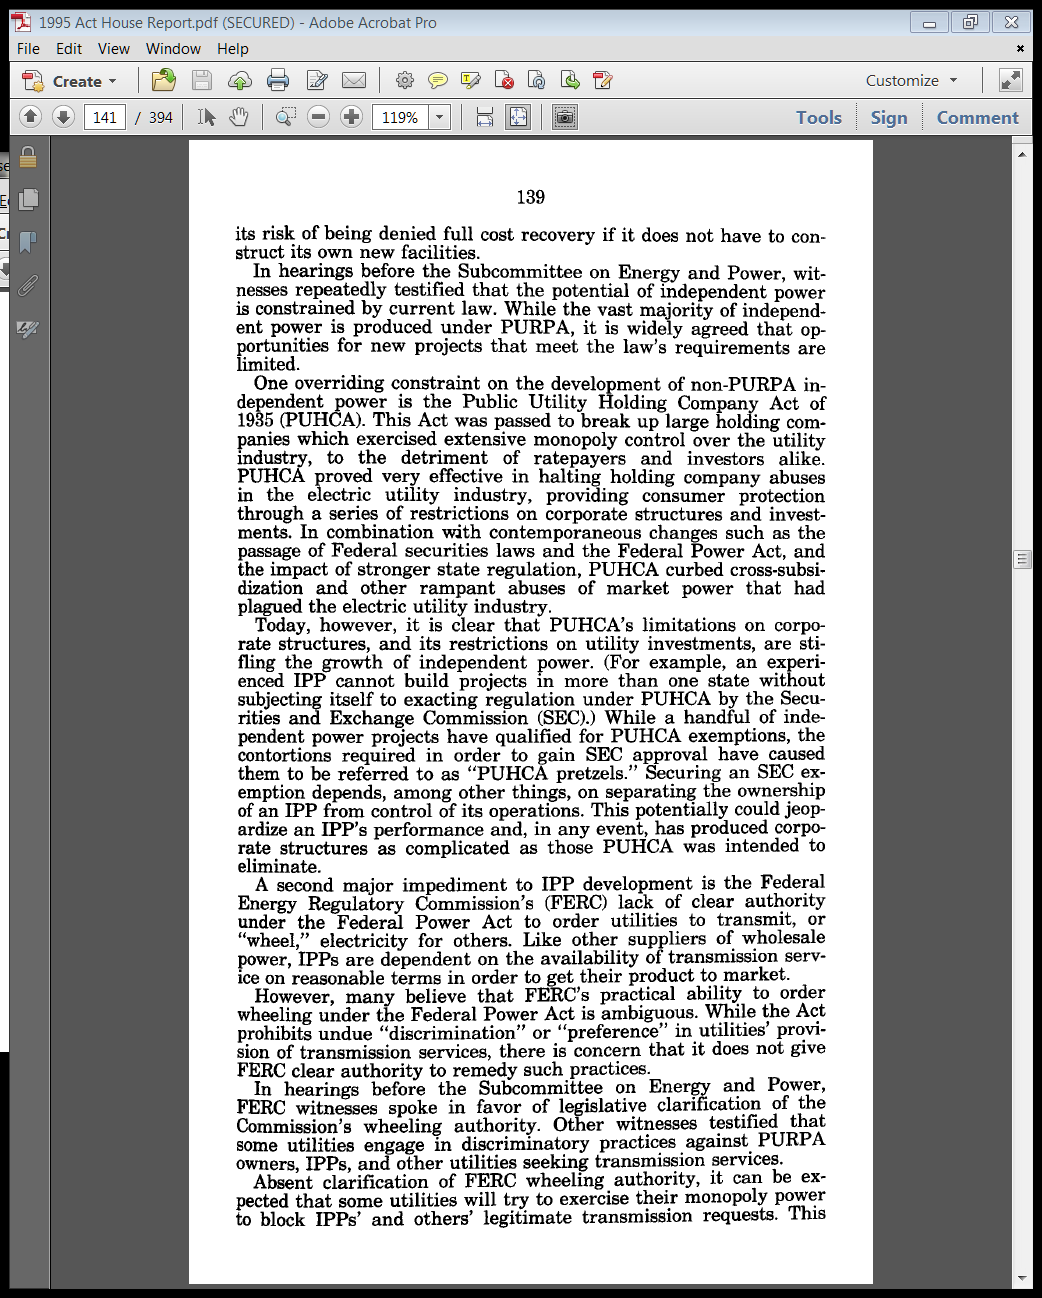 1995 Act House Report.pdf (SECURED) - Adobe Acrobat Pro
File Edit View Window Help
Create
Customize
141 / 394
119%
Tools Sign Comment
139
its risk of being denied full cost recovery if it does not have to con-
struct its own new facilities.
In hearings before the Subcommittee on Energy and Power, wit-
nesses repeatedly testified that the potential of independent power
is constrained by current law. While the vast majority of independ-
ent power is produced under PURPA, it is widely agreed that op-
portunities for new projects that meet the law's requirements are
limited.
One overriding constraint on the development of non-PURPA in-
dependent power is the Public Utility Holding Company Act of
1935 (PUHCA). This Act was passed to break up large holding com-
panies which exercised extensive monopoly control over the utility
industry, to the detriment of ratepayers and investors alike.
PUHCA proved very effective in halting holding company abuses
in the electric utility industry, providing consumer protection
through a series of restrictions on corporate structures and invest-
ments. In combination with contemporaneous changes such as the
passage of Federal securities laws and the Federal Power Act, and
the impact of stronger state regulation, PUHCA curbed cross-subsi-
dization and other rampant abuses of market power that had
plagued the electric utility industry.
Today, however, it is clear that PUHCA's limitations on corpo-
rate structures, and its restrictions on utility investments, are sti-
fling the growth of independent power. (For example, an experi-
enced IPP cannot build projects in more than one state without
subjecting itself to exacting regulation under PUHCA by the Secu-
rities and Exchange Commission (SEC).) While a handful of inde-
pendent power projects have qualified for PUHCA exemptions, the
contortions required in order to gain SEC approval have caused
them to be referred to as "PUHCA pretzels." Securing an SEC ex-
emption depends, among other things, on separating the ownership
of an IPP from control of its operations. This potentially could jeop-
ardize an IPP's performance and, in any event, has produced corpo-
rate structures as complicated as those PUHCA was intended to
eliminate.
A second major impediment to IPP development is the Federal
Energy Regulatory Commission's (FERC) lack of clear authority
under the Federal Power Act to order utilities to transmit, or
"wheel," electricity for others. Like other suppliers of wholesale
power, IPPs are dependent on the availability of transmission serv-
ice on reasonable terms in order to get their product to market.
However, many believe that FERC's practical ability to order
wheeling under the Federal Power Act is ambiguous. While the Act
prohibits undue "discrimination" or "preference" in utilities' provi-
sion of transmission services, there is concern that it does not give
FERC clear authority to remedy such practices.
In hearings before the Subcommittee on Energy and Power,
FERC witnesses spoke in favor of legislative clarification of the
Commission's wheeling authority. Other witnesses testified that
some utilities engage in discriminatory practices against PURPA
owners, IPPs, and other utilities seeking transmission services.
Absent clarification of FERC wheeling authority, it can be ex-
pected that some utilities will try to exercise their monopoly power
to block IPPs' and others' legitimate transmission requests. This